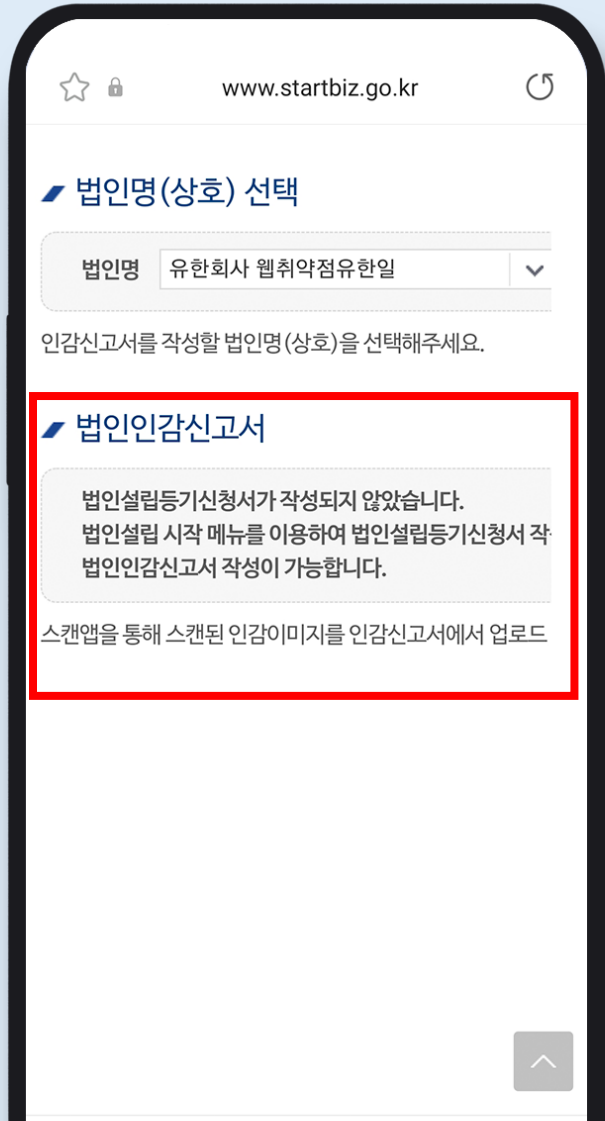 www.startbiz.go.kr
법인명(상호) 선택
법인명 유한회사 웹취약점유한일
인감신고서를 작성할 법인명(상호)을 선택해주세요.
법인인감신고서
법인설립등기신청서가 작성되지 않았습니다.
법인설립 시작 메뉴를 이용하여 법인설립등기신청서 작
법인인감신고서 작성이 가능합니다.
스캔앱을 통해 스캔된 인감이미지를 인감신고서에서 업로드